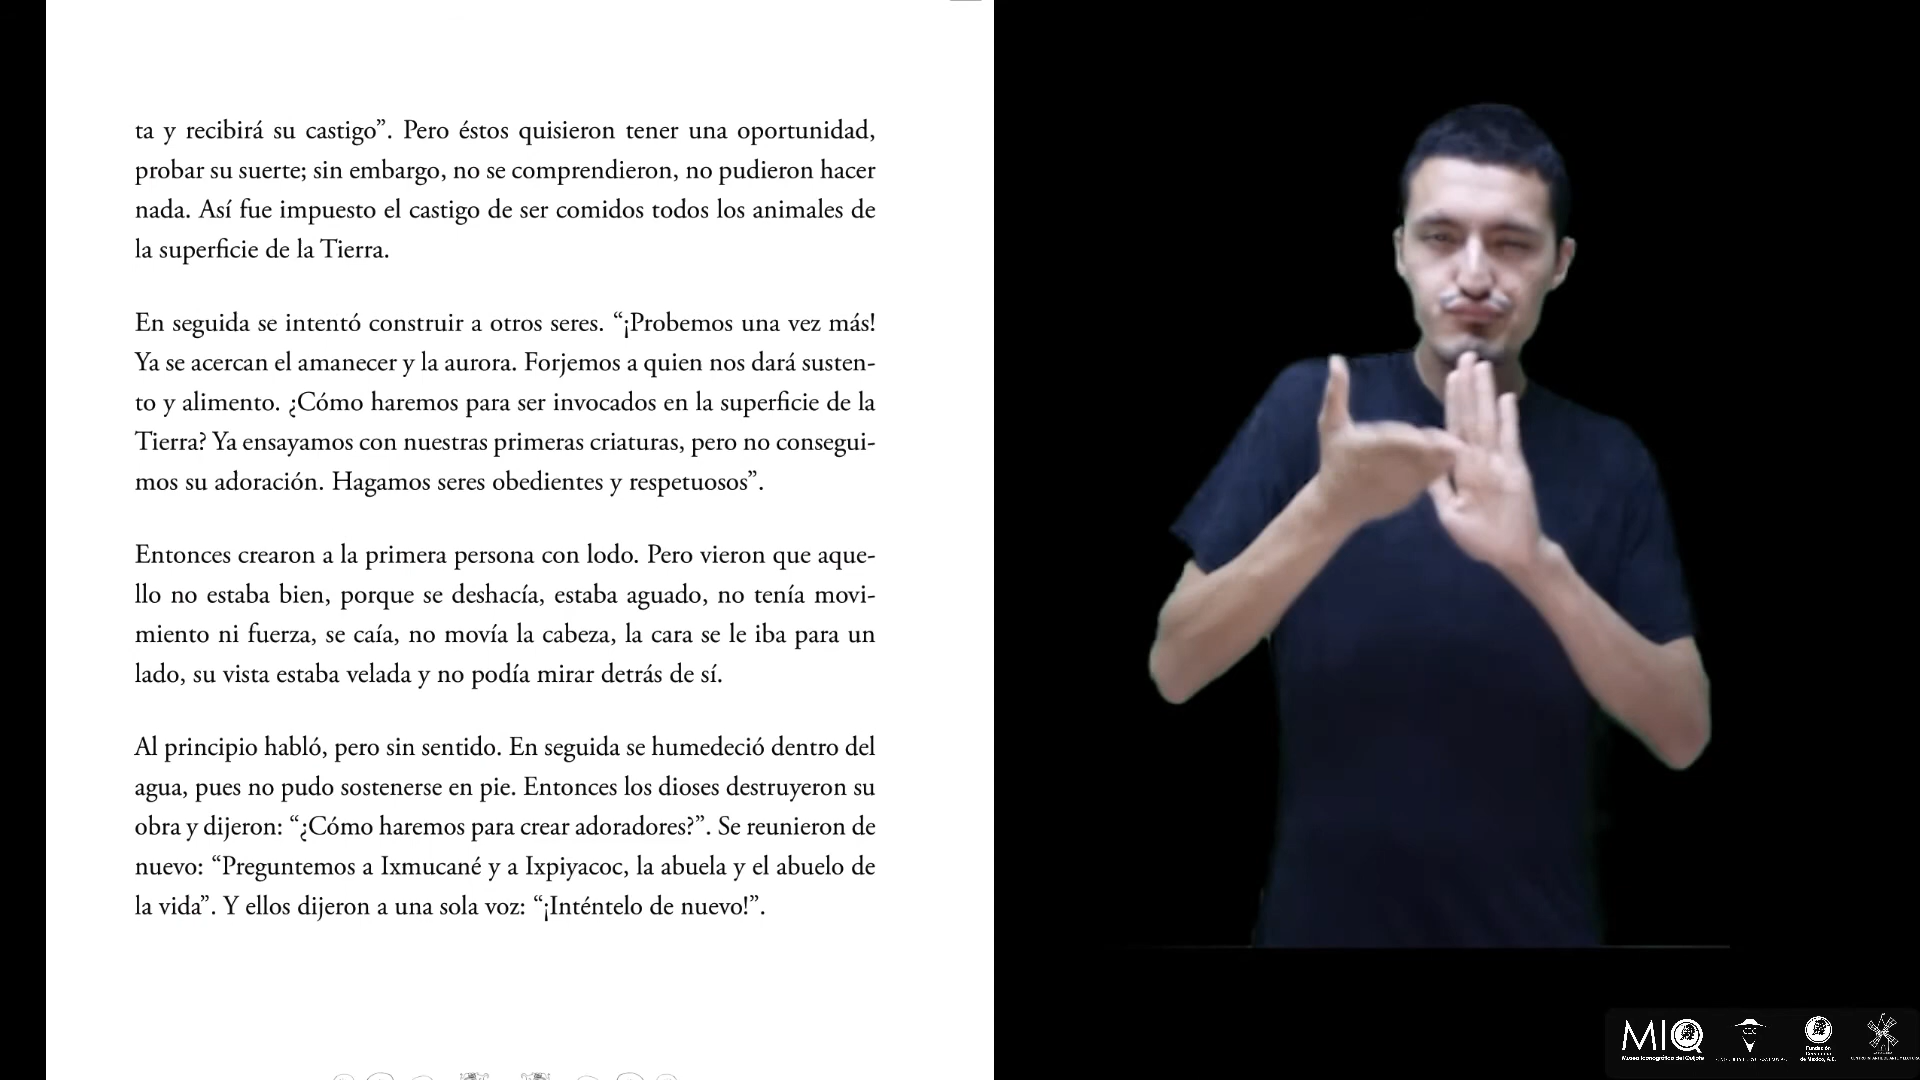 ta y recibirá su castigo”. Pero éstos quisieron tener una oportunidad,
probar su suerte; sin embargo, no se comprendieron, no pudieron hacer
nada. Así fue impuesto el castigo de ser comidos todos los animales de
la superficie de la Tierra.
En seguida se intentó construir a otros seres. “¡Probemos una vez más!
Ya se acercan el amanecer y la aurora. Forjemos a quien nos dará susten-
to y alimento. ¿Cómo haremos para ser invocados en la superficie de la
Tierra? Ya ensayamos con nuestras primeras criaturas, pero no consegui-
mos su adoración. Hagamos seres obedientes y respetuosos”.
Entonces crearon a la primera persona con lodo. Pero vieron que aque-
llo no estaba bien, porque se deshacía, estaba aguado, no tenía movi-
miento ni fuerza, se caía, no movía la cabeza, la cara se le iba para un
lado, su vista estaba velada y no podía mirar detrás de sí.
Al principio habló, pero sin sentido. En seguida se humedeció dentro del
agua, pues no pudo sostenerse en pie. Entonces los dioses destruyeron su
obra y dijeron: “¿Cómo haremos para crear adoradores?”. Se reunieron de
nuevo: “Preguntemos a Ixmucané y a Ixpiyacoc, la abuela y el abuelo de
la vida”. Y ellos dijeron a una sola voz: “¡Inténtelo de nuevo!”.
MIQ
Museo Iconográfico del Quijote
Fundación
Cervantina
de México, A.C.